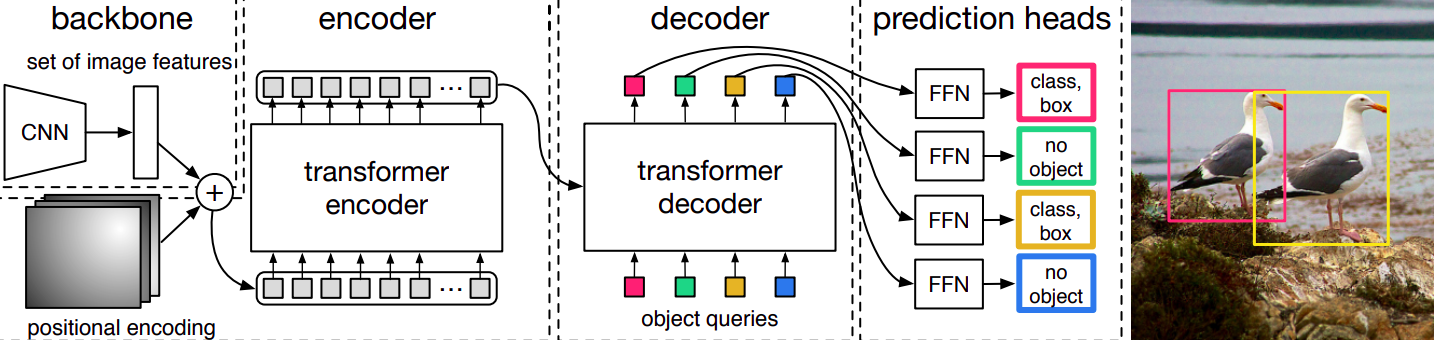 backbone
encoder
decoder
prediction heads
set of image features
CNN
+
positional encoding
...
transformer
encoder
...
transformer
decoder
object queries
FFN
class,
box
FFN
no
object
FFN
class,
box
FFN
no
object